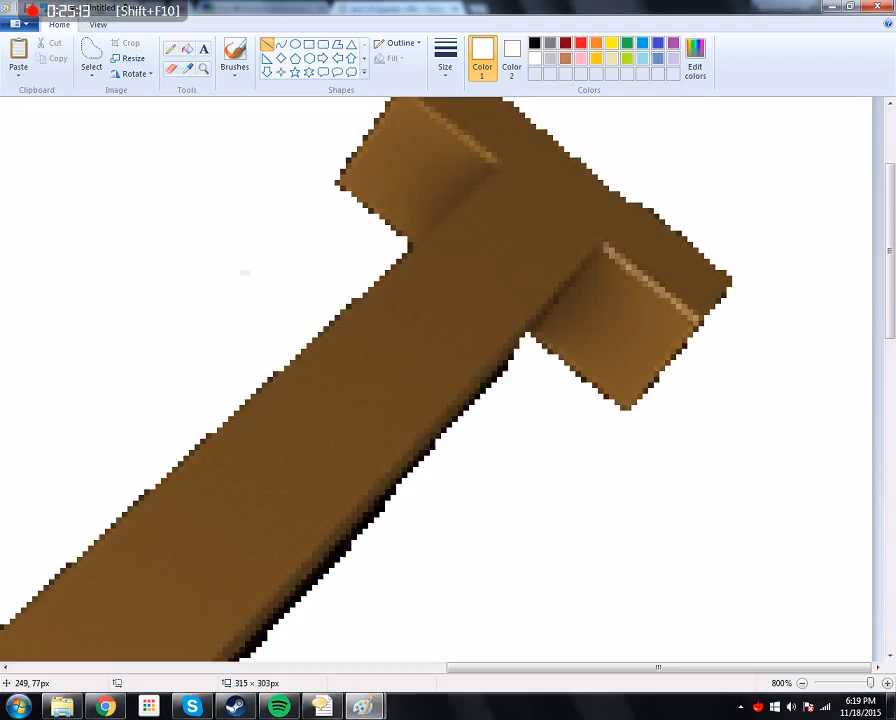 00:25:13 [Shift+F10]
Untitled
Home View
Paste
Cut
Copy
Clipboard
Select
Crop
Resize
Rotate
Image
A
Tools
Brushes
Outline
Fill
Shapes
Size
Color 1
Color 2
Edit colors
Colors
249, 77px
315 × 303px
800%
6:19 PM
11/18/2015